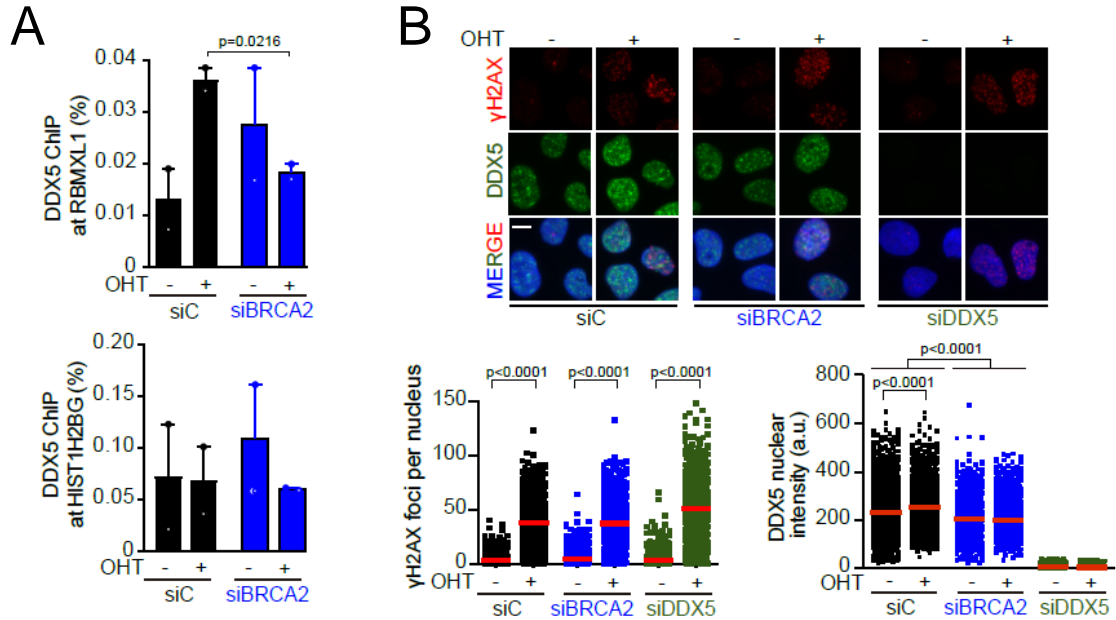 A
p=0.0216
0.04
0.03
0.02
0.01
0
DDX5 ChIP
at RBMXL1 (%)
OHT - + - +
siC siBRCA2
0.20
0.15
0.10
0.05
0
DDX5 ChIP
at HIST1H2BG (%)
OHT - + - +
siC siBRCA2
B
OHT - + - + - +
γH2AX
DDX5
MERGE
siC siBRCA2 siDDX5
p<0.0001 p<0.0001 p<0.0001
150
100
50
0
γH2AX foci per nucleus
OHT - + - + - +
siC siBRCA2 siDDX5
p<0.0001
p<0.0001
800
600
400
200
0
DDX5 nuclear
intensity (a.u.)
OHT - + - + - +
siC siBRCA2 siDDX5